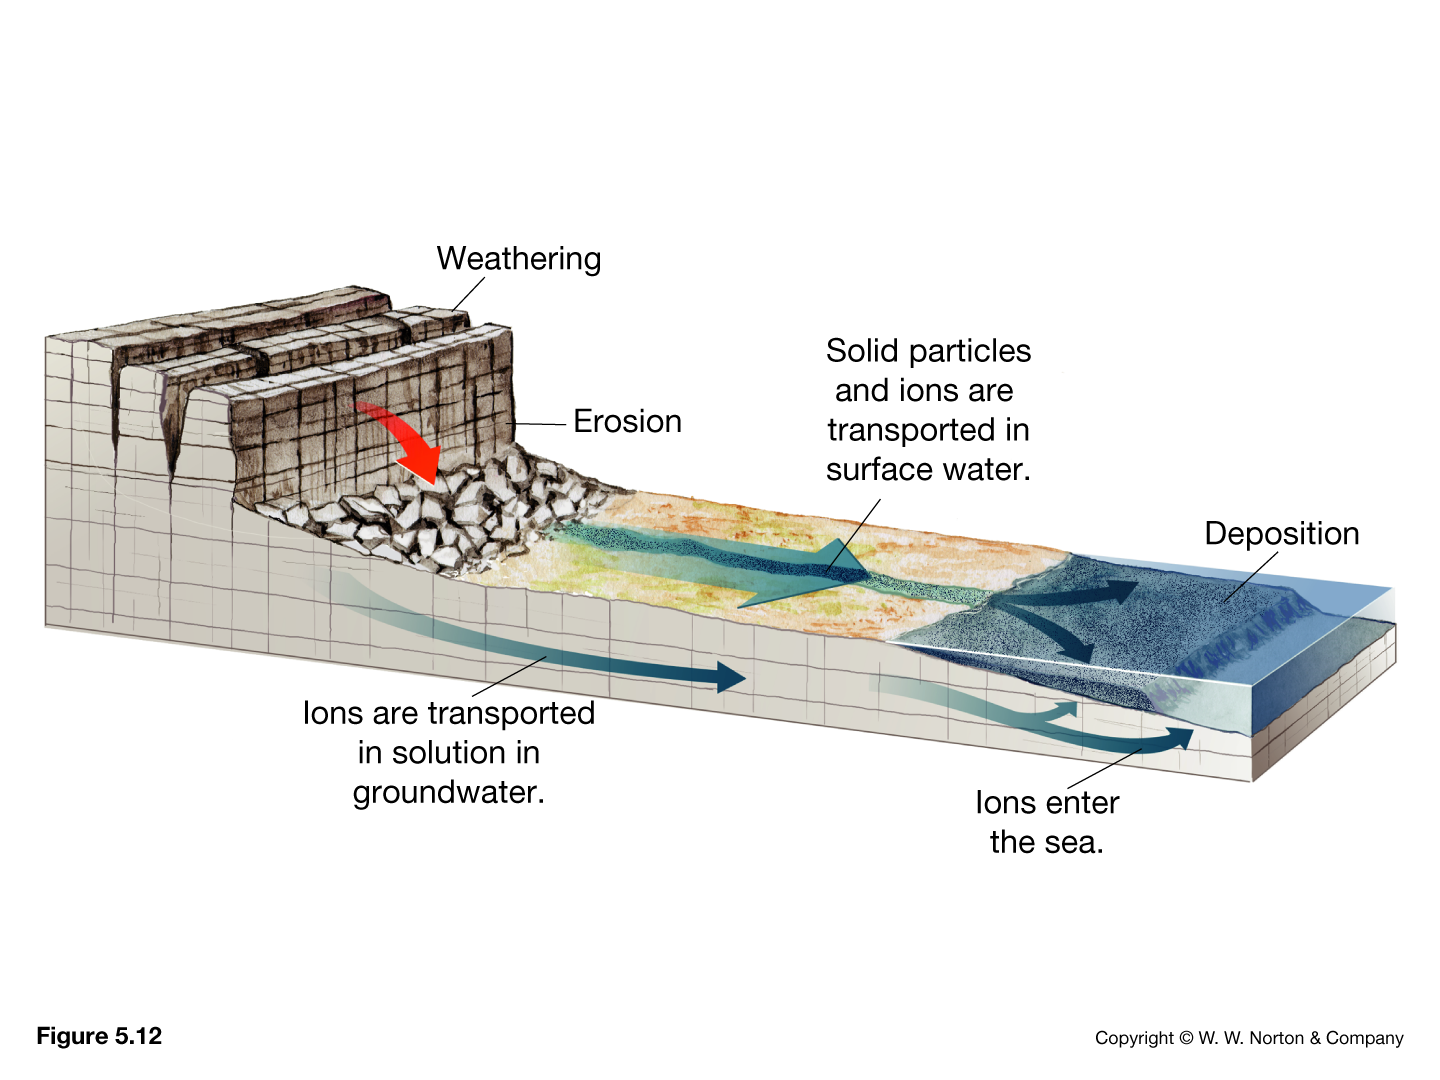 Weathering
Solid particles
and ions are
transported in
surface water.
Erosion
Deposition
Ions are transported
in solution in
groundwater.
Ions enter
the sea.
Figure 5.12
Copyright © W. W. Norton & Company